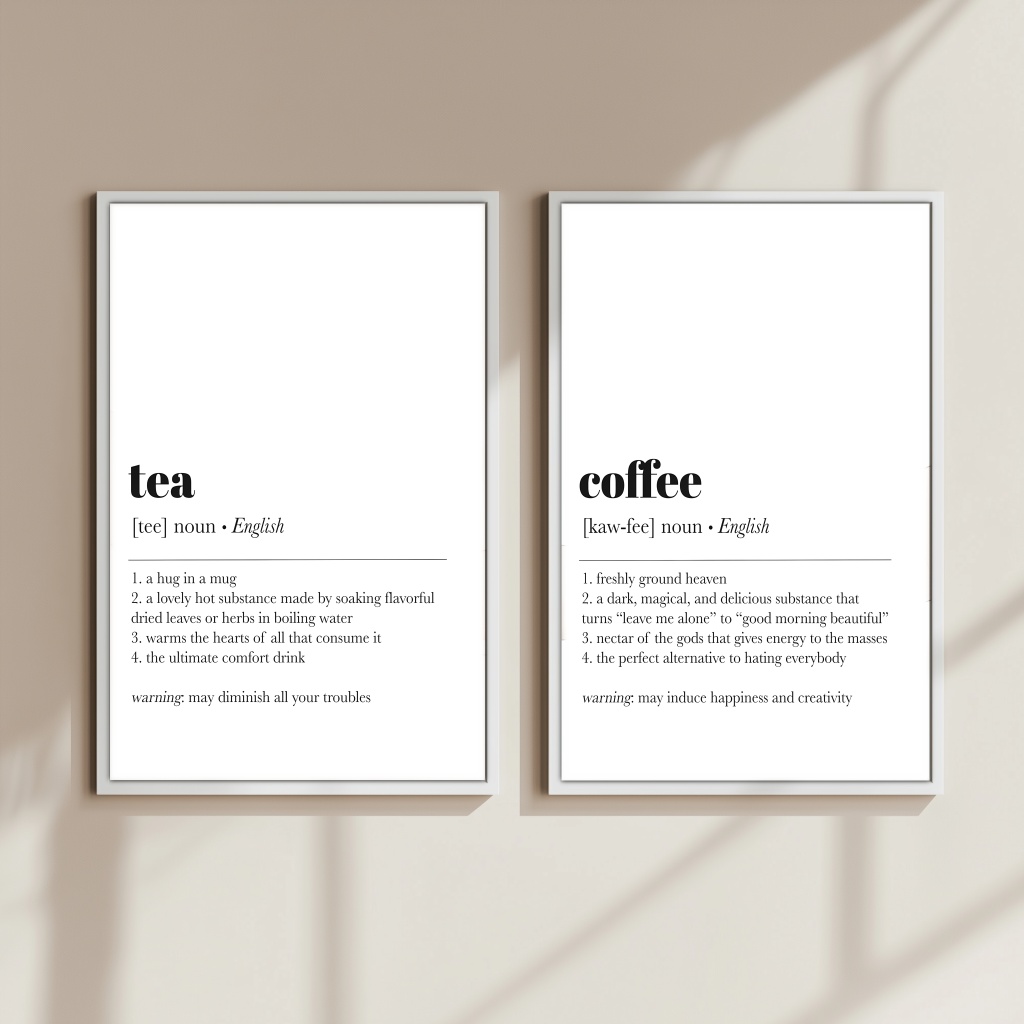 tea
[tee] noun • English
1. a hug in a mug
2. a lovely hot substance made by soaking flavorful
dried leaves or herbs in boiling water
3. warms the hearts of all that consume it
4. the ultimate comfort drink
warning: may diminish all your troubles
coffee
[kaw-fee] noun • English
1. freshly ground heaven
2. a dark, magical, and delicious substance that
turns “leave me alone” to “good morning beautiful”
3. nectar of the gods that gives energy to the masses
4. the perfect alternative to hating everybody
warning: may induce happiness and creativity